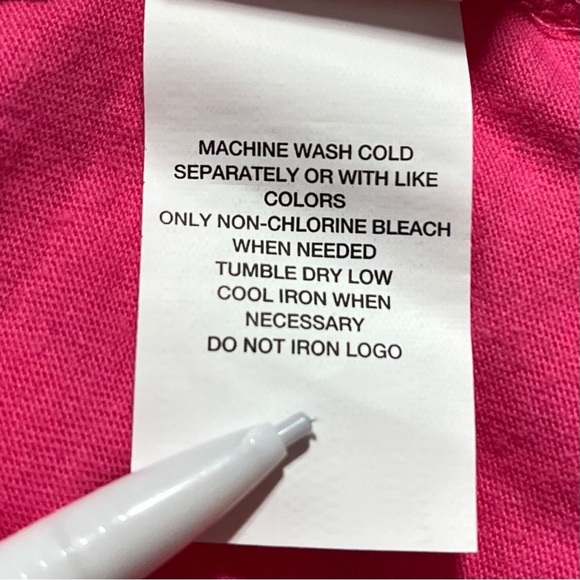 MACHINE WASH COLD
SEPARATELY OR WITH LIKE
COLORS
ONLY NON-CHLORINE BLEACH
WHEN NEEDED
TUMBLE DRY LOW
COOL IRON WHEN
NECESSARY
DO NOT IRON LOGO